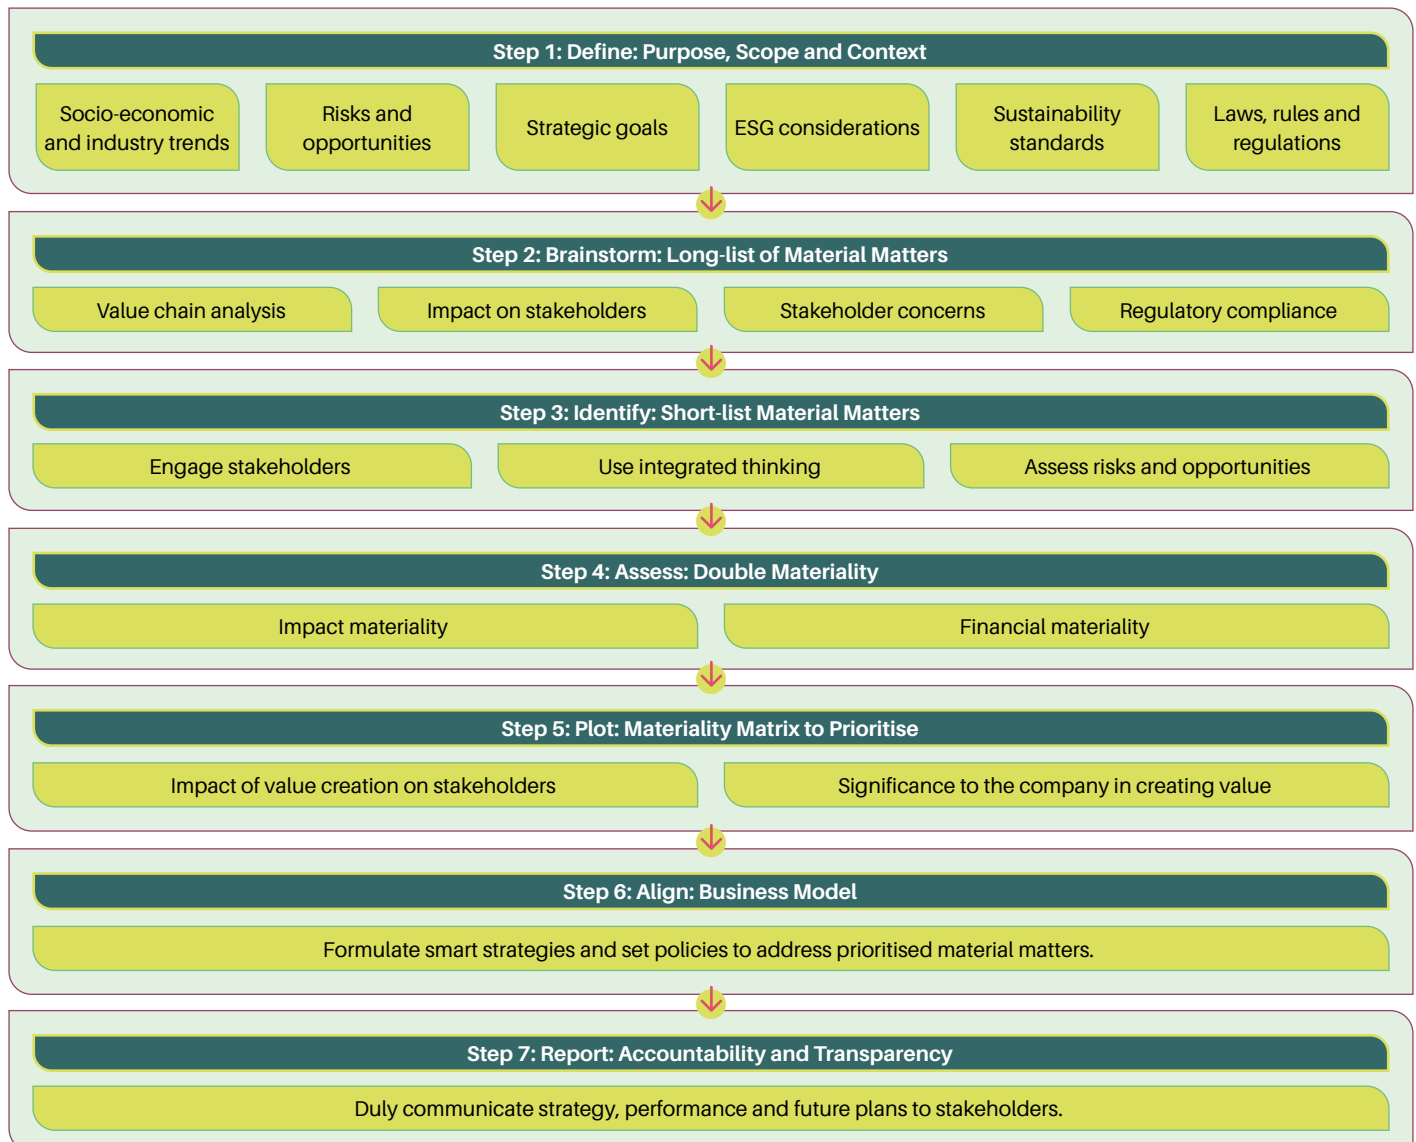 Step 1: Define: Purpose, Scope and Context
Socio-economic
and industry trends
Risks and
opportunities
Strategic goals
ESG considerations
Sustainability
standards
Laws, rules and
regulations
Step 2: Brainstorm: Long-list of Material Matters
Value chain analysis
Impact on stakeholders
Stakeholder concerns
Regulatory compliance
Step 3: Identify: Short-list Material Matters
Engage stakeholders
Use integrated thinking
Assess risks and opportunities
Step 4: Assess: Double Materiality
Impact materiality
Financial materiality
Step 5: Plot: Materiality Matrix to Prioritise
Impact of value creation on stakeholders
Significance to the company in creating value
Step 6: Align: Business Model
Formulate smart strategies and set policies to address prioritised material matters.
Step 7: Report: Accountability and Transparency
Duly communicate strategy, performance and future plans to stakeholders.